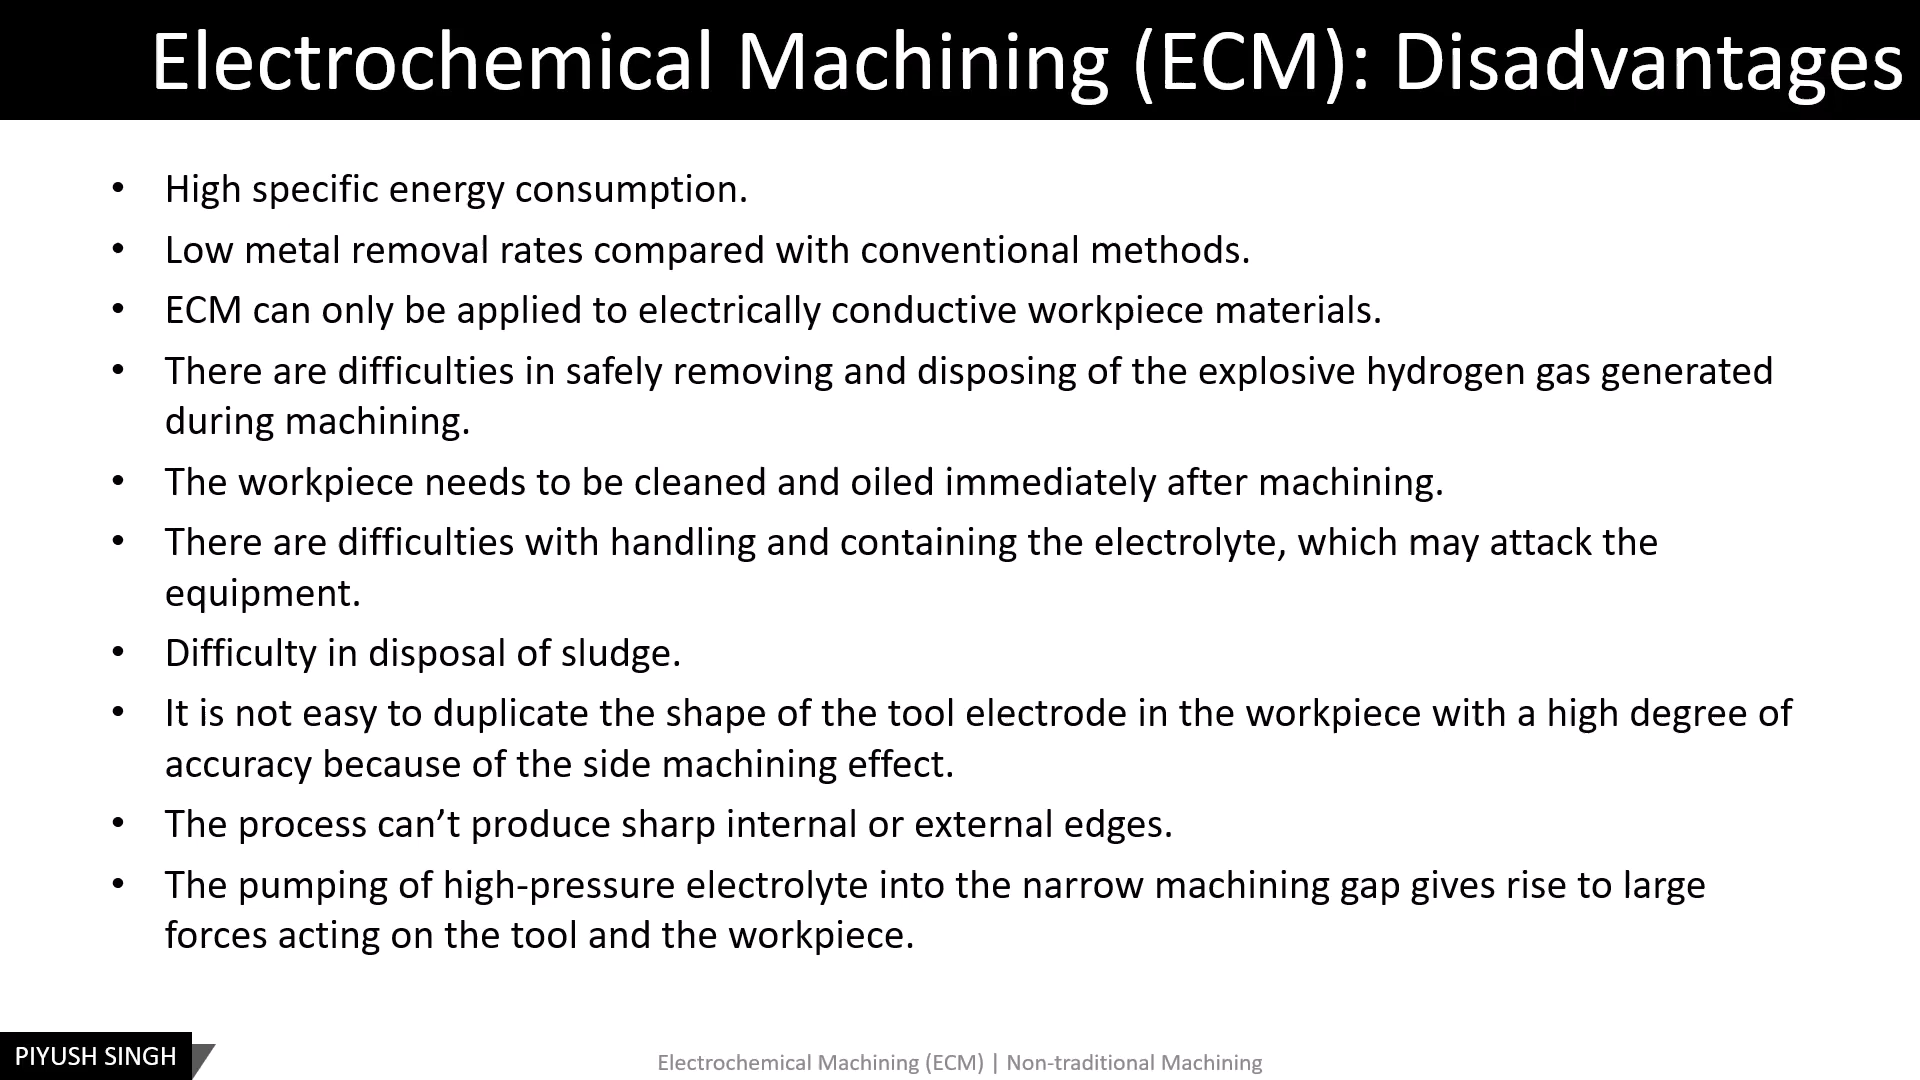 Electrochemical Machining (ECM): Disadvantages
• High specific energy consumption.
• Low metal removal rates compared with conventional methods.
• ECM can only be applied to electrically conductive workpiece materials.
• There are difficulties in safely removing and disposing of the explosive hydrogen gas generated
during machining.
• The workpiece needs to be cleaned and oiled immediately after machining.
• There are difficulties with handling and containing the electrolyte, which may attack the
equipment.
• Difficulty in disposal of sludge.
• It is not easy to duplicate the shape of the tool electrode in the workpiece with a high degree of
accuracy because of the side machining effect.
• The process can’t produce sharp internal or external edges.
• The pumping of high-pressure electrolyte into the narrow machining gap gives rise to large
forces acting on the tool and the workpiece.
PIYUSH SINGH
Electrochemical Machining (ECM) | Non-traditional Machining